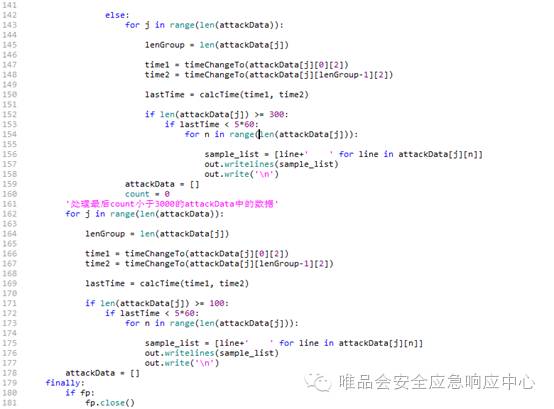 141
142 else:
143 for j in range(len(attackData)):
144
145 lenGroup = len(attackData[j])
146
147 time1 = timeChangeTo(attackData[j][0][2])
148 time2 = timeChangeTo(attackData[j][lenGroup-1][2])
149
150 lastTime = calcTime(time1, time2)
151
152 if len(attackData[j]) >= 300:
153 if lastTime < 5*60:
154 for n in range(len(attackData[j])):
155
156 sample_list = [line+'    ' for line in attackData[j][n]]
157 out.writelines(sample_list)
158 out.write('\n')
159 attackData = []
160 count = 0
161 '处理最后count小于3000的attackData中的数据'
162 for j in range(len(attackData)):
163
164 lenGroup = len(attackData[j])
165
166 time1 = timeChangeTo(attackData[j][0][2])
167 time2 = timeChangeTo(attackData[j][lenGroup-1][2])
168
169 lastTime = calcTime(time1, time2)
170
171 if len(attackData[j]) >= 100:
172 if lastTime < 5*60:
173 for n in range(len(attackData[j])):
174
175 sample_list = [line+'    ' for line in attackData[j][n]]
176 out.writelines(sample_list)
177 out.write('\n')
178 attackData = []
179 finally:
180 if fp:
181 fp.close()
唯品会安全应急响应中心